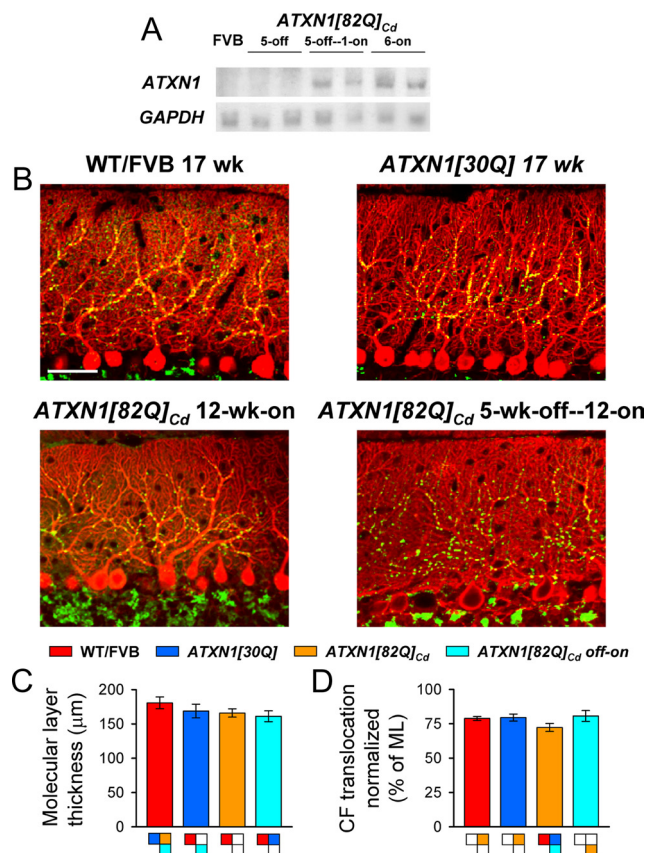 A
ATXN1[82Q]Cd
FVB 5-off 5-off--1-on 6-on
ATXN1
GAPDH
B
WT/FVB 17 wk
ATXN1[30Q] 17 wk
ATXN1[82Q]Cd 12-wk-on
ATXN1[82Q]Cd 5-wk-off--12-on
WT/FVB ATXN1[30Q] ATXN1[82Q]Cd ATXN1[82Q]Cd off-on
C
Molecular layer
thickness (μm)
200
150
100
50
0
D
CF translocation
normalized
(% of ML)
100
75
50
25
0